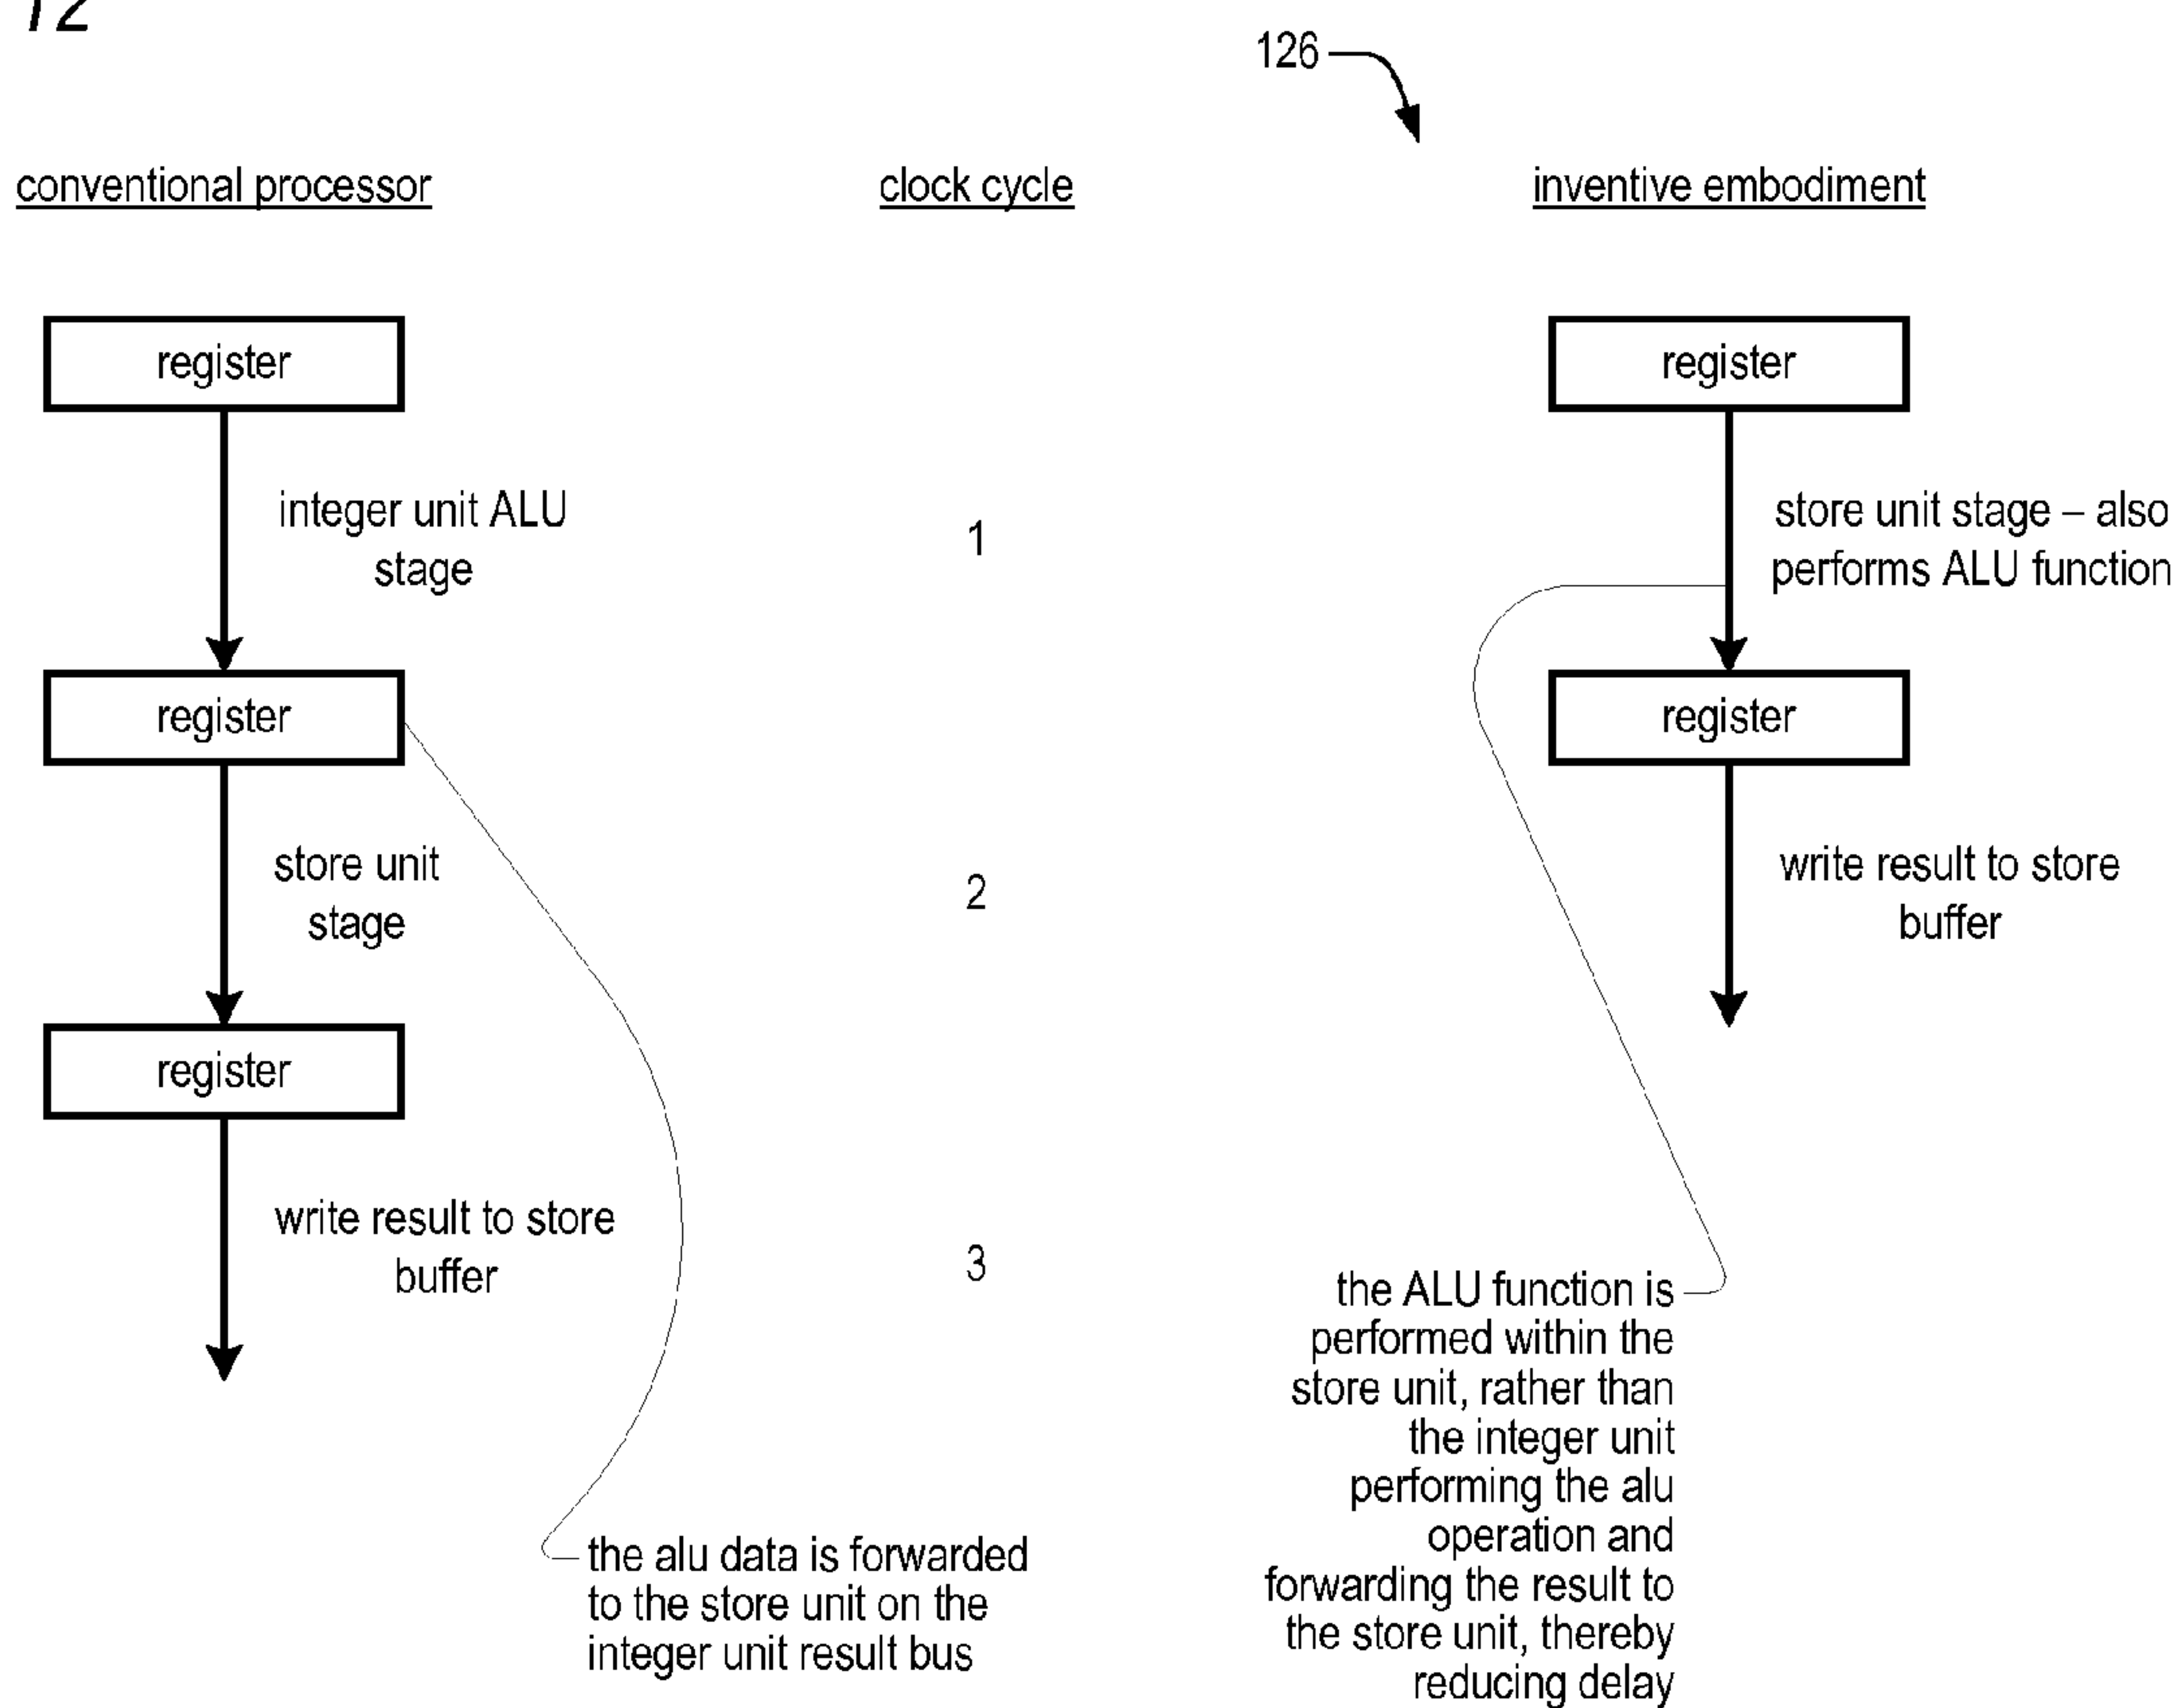 12
126
conventional processor
clock cycle
inventive embodiment
register
register
integer unit ALU
stage
1
store unit stage – also
performs ALU function
register
register
store unit
stage
2
write result to store
buffer
register
write result to store
buffer
3
the ALU function is
performed within the
store unit, rather than
the integer unit
performing the alu
operation and
forwarding the result to
the store unit, thereby
reducing delay
the alu data is forwarded
to the store unit on the
integer unit result bus